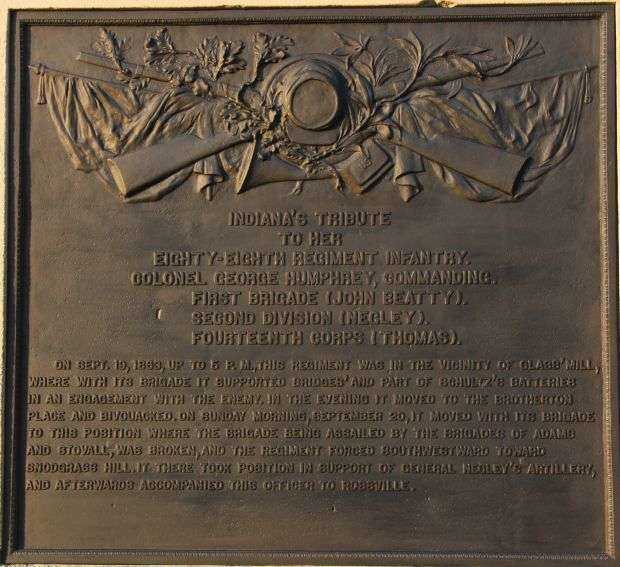 INDIANA'S TRIBUTE
TO HER
EIGHTY-EIGHTH REGIMENT INFANTRY.
COLONEL GEORGE HUMPHREY, COMMANDING.
FIRST BRIGADE (JOHN BEATTY).
SECOND DIVISION (NEGLEY).
FOURTEENTH CORPS (THOMAS).
ON SEPT. 19, 1863, UP TO 5 P.M., THIS REGIMENT WAS IN THE VICINITY OF GLASS' MILL,
WHERE WITH ITS BRIGADE IT SUPPORTED BRIDGES' AND PART OF SCHULTZ'S BATTERIES
IN AN ENGAGEMENT WITH THE ENEMY. IN THE EVENING IT MOVED TO THE BROTHERTON
PLACE AND BIVOUACKED. ON SUNDAY MORNING, SEPTEMBER 20, IT MOVED WITH ITS BRIGADE
TO THIS POSITION WHERE THE BRIGADE BEING ASSAILED BY THE BRIGADES OF ADAMS
AND STOVALL, WAS BROKEN, AND THE REGIMENT FORCED SOUTHWESTWARD TOWARD
SNODGRASS HILL. IT THERE TOOK POSITION IN SUPPORT OF GENERAL NEGLEY'S ARTILLERY,
AND AFTERWARDS ACCOMPANIED THIS OFFICER TO ROSSVILLE.